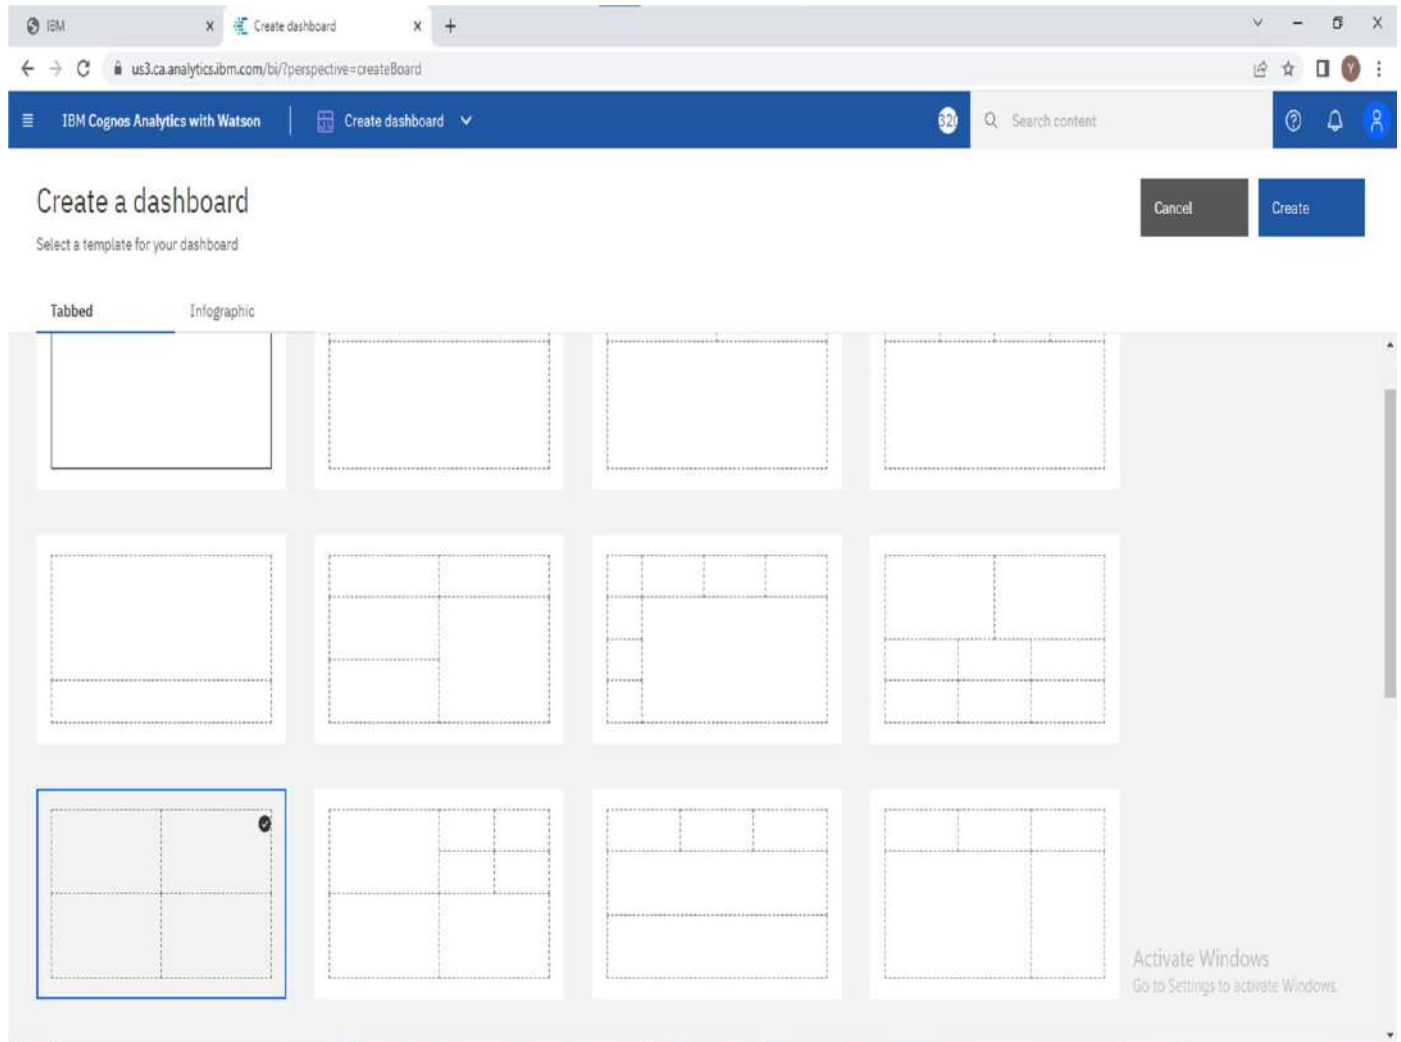 IBM
Create dashboard
us3.ca.analytics.ibm.com/bi/?perspective=createBoard
Y
IBM Cognos Analytics with Watson
Create dashboard
Search content
Create a dashboard
Select a template for your dashboard
Cancel
Create
Tabbed
Infographic
Activate Windows
Go to Settings to activate Windows.